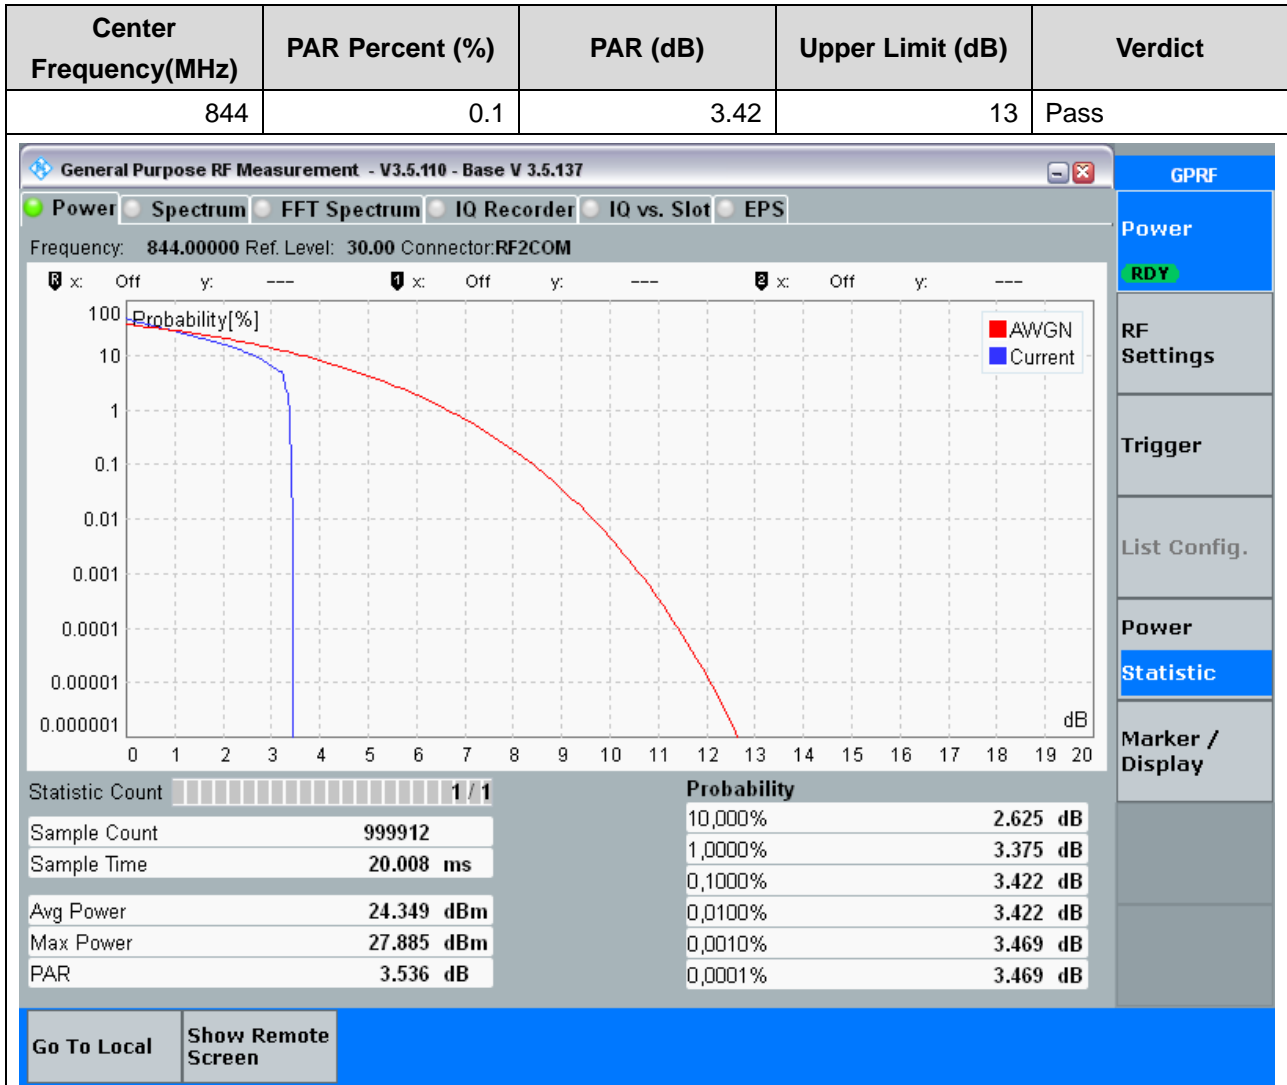 Center Frequency(MHz) PAR Percent (%) PAR (dB) Upper Limit (dB) Verdict
844 0.1 3.42 13 Pass
General Purpose RF Measurement - V3.5.110 - Base V 3.5.137
GPRF
Power Spectrum FFT Spectrum IQ Recorder IQ vs. Slot EPS
Frequency: 844.00000 Ref. Level: 30.00 Connector:RF2COM
R x: Off y: --- 1 x: Off y: --- 2 x: Off y: ---
Probability[%]
AWGN
Current
100
10
1
0.1
0.01
0.001
0.0001
0.00001
0.000001
dB
0 1 2 3 4 5 6 7 8 9 10 11 12 13 14 15 16 17 18 19 20
Statistic Count 1 / 1
Sample Count 999912
Sample Time 20.008 ms
Avg Power 24.349 dBm
Max Power 27.885 dBm
PAR 3.536 dB
Probability
10,000% 2.625 dB
1,0000% 3.375 dB
0,1000% 3.422 dB
0,0100% 3.422 dB
0,0010% 3.469 dB
0,0001% 3.469 dB
Power
RDY
RF
Settings
Trigger
List Config.
Power
Statistic
Marker /
Display
Go To Local
Show Remote
Screen